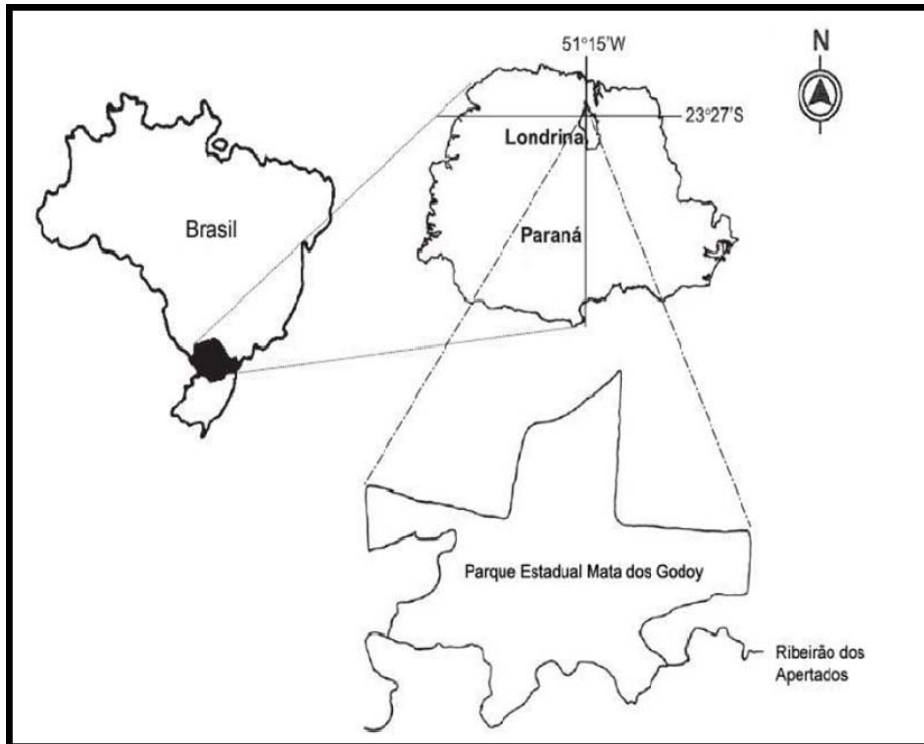 51°15'W
N
23°27'S
Londrina
Brasil
Paraná
Parque Estadual Mata dos Godoy
Ribeirão dos
Apertados